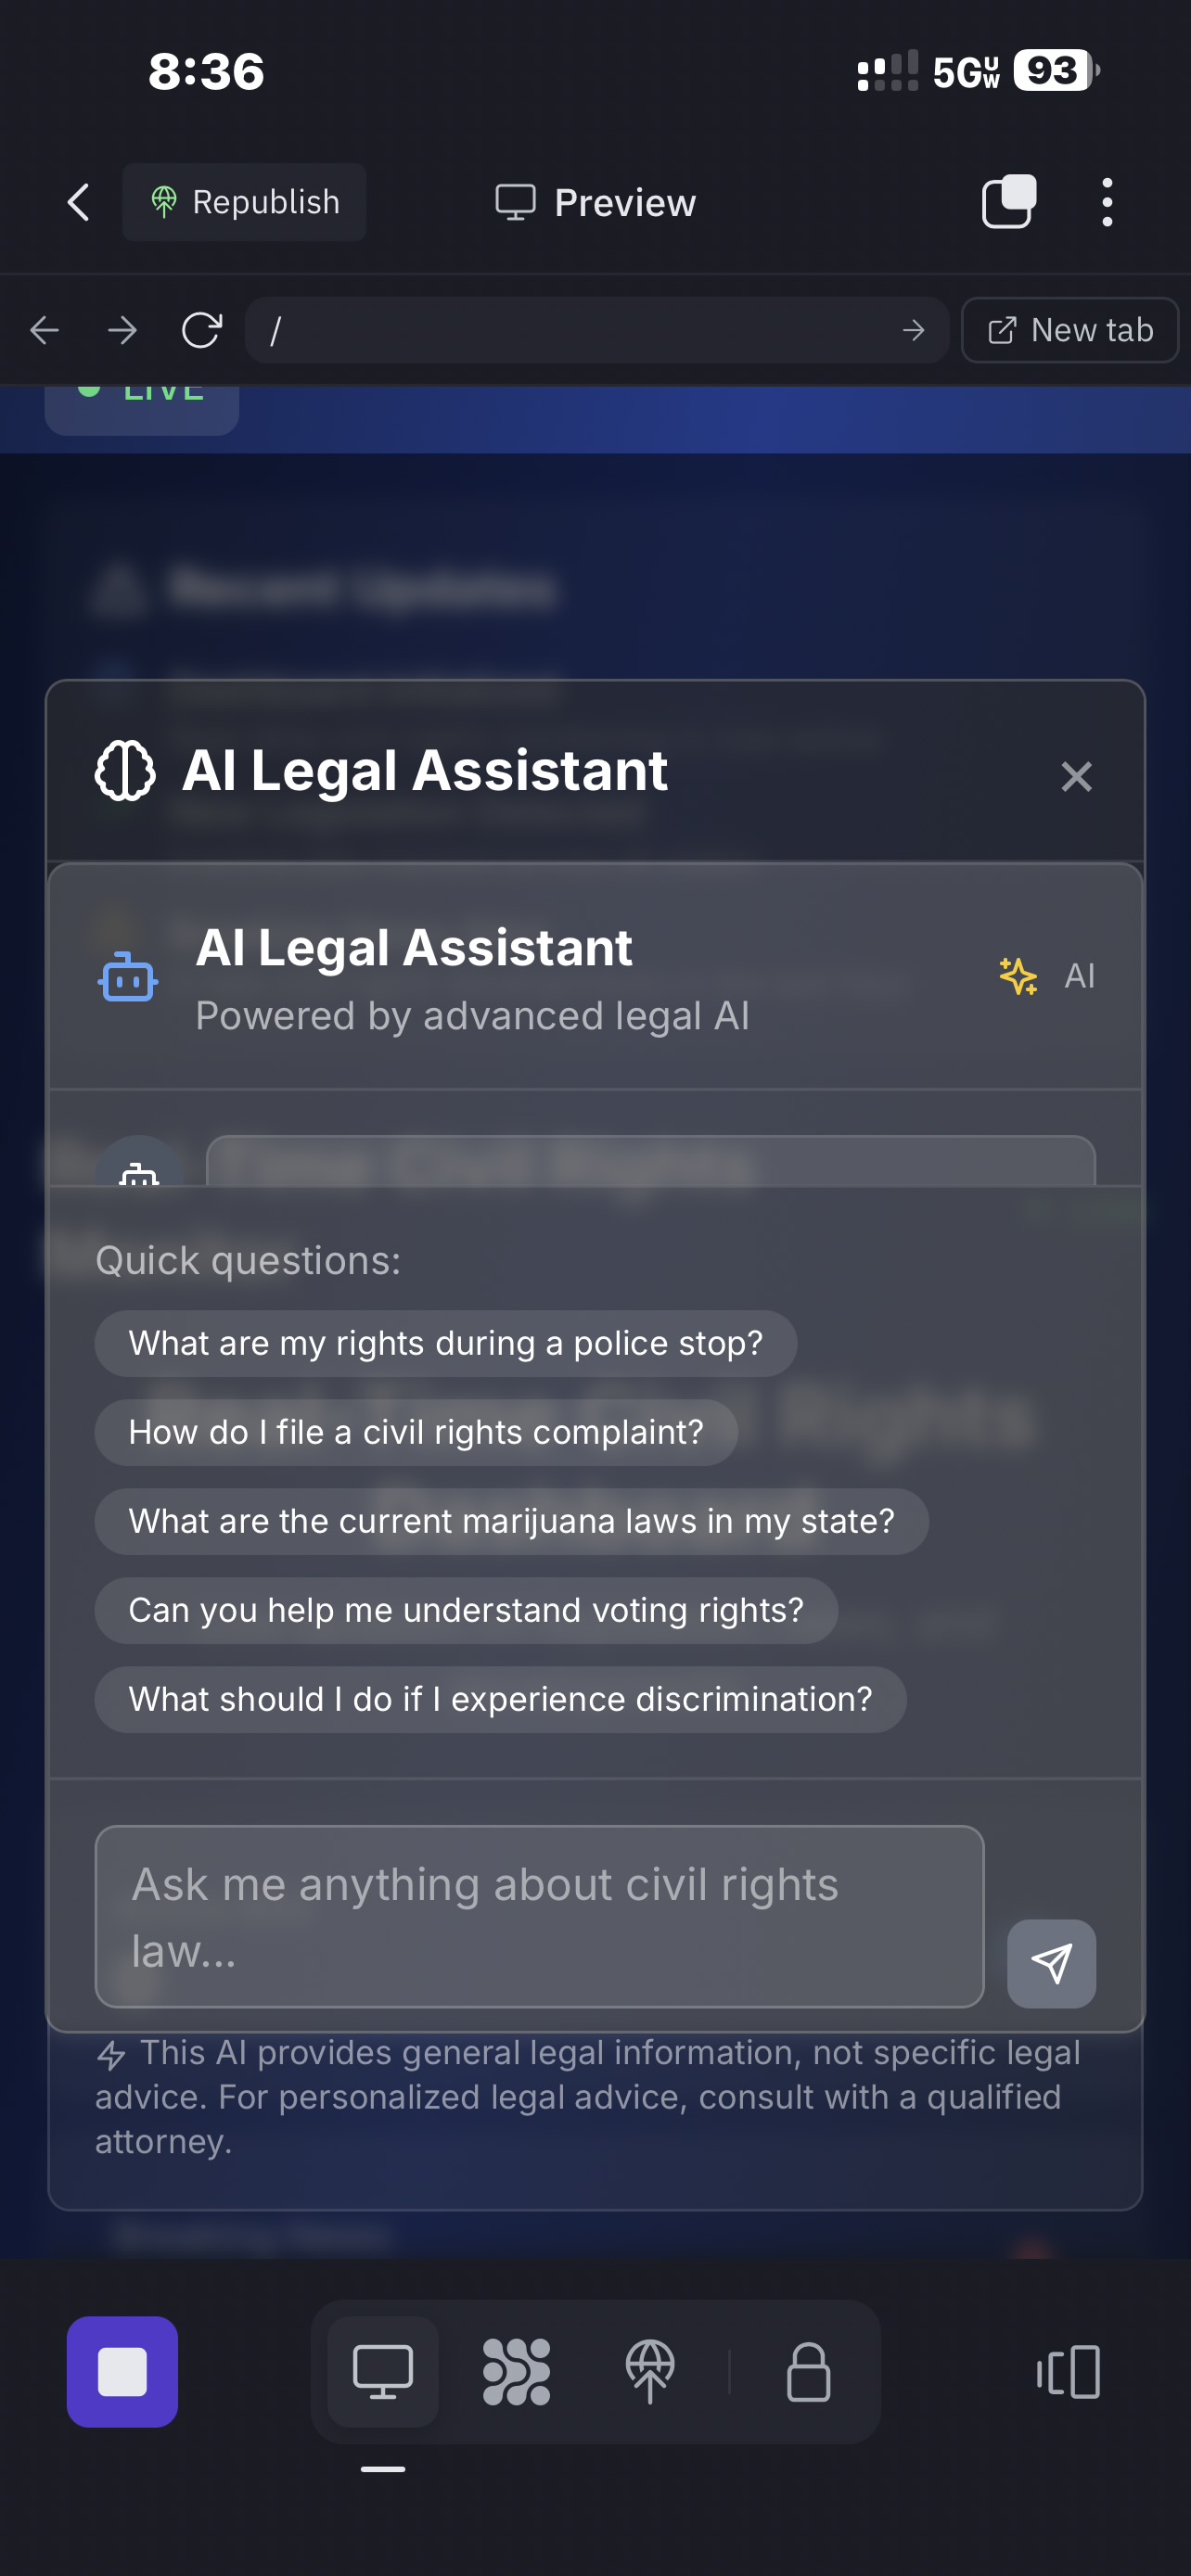 8:36
5G UW 93
Republish
Preview
/
New tab
LIVE
Recent Updates
AI Legal Assistant
AI Legal Assistant
Powered by advanced legal AI
AI
Quick questions:
What are my rights during a police stop?
How do I file a civil rights complaint?
What are the current marijuana laws in my state?
Can you help me understand voting rights?
What should I do if I experience discrimination?
Ask me anything about civil rights
law...
This AI provides general legal information, not specific legal
advice. For personalized legal advice, consult with a qualified
attorney.
Breaking News